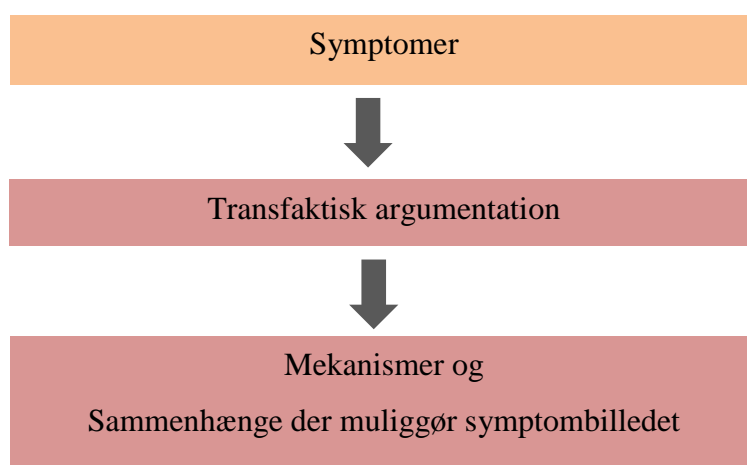 Symptomer
Transfaktisk argumentation
Mekanismer og
Sammenhænge der muliggør symptombilledet